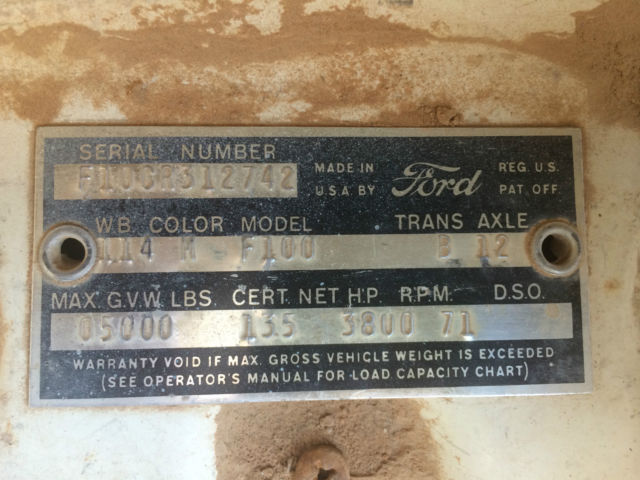 SERIAL NUMBER
F10CR312742
MADE IN U.S.A BY Ford REG. U.S. PAT. OFF.
W.B. COLOR MODEL TRANS AXLE
114 M F100 B 12
MAX. G.V.W. LBS. CERT. NET H.P. R.P.M. D.S.O.
05000 135 3800 71
WARRANTY VOID IF MAX. GROSS VEHICLE WEIGHT IS EXCEEDED
(SEE OPERATOR'S MANUAL FOR LOAD CAPACITY CHART)